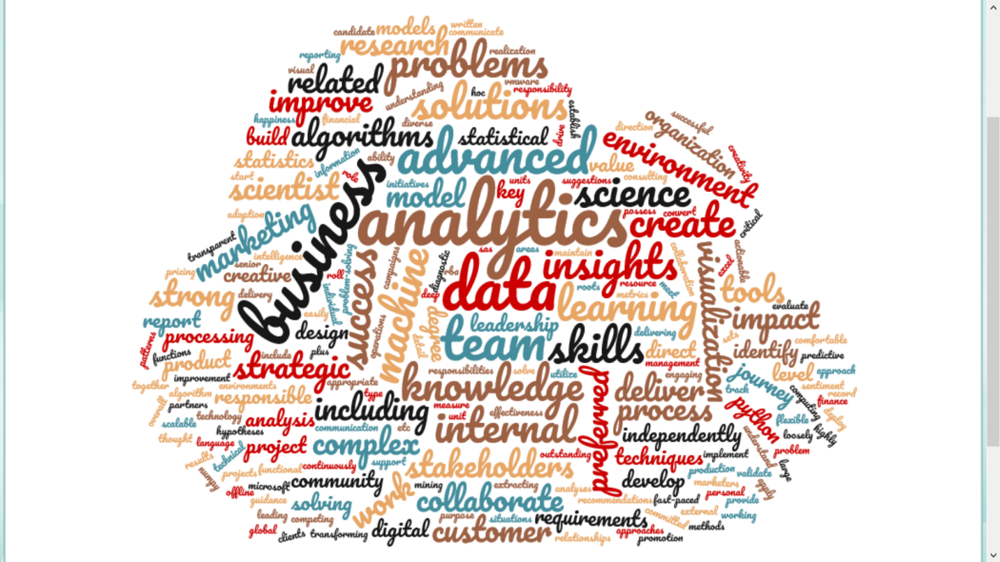 written
candidate
models
communicate
research
reporting
realization
problems
visual
related
vmware
responsibility
understanding
hoc
improve
solutions
establish
happiness
financial
diverse
successful
organization
direction
build
algorithms
statistical
drive
environment
creativity
advanced
statistics
information
ability
value
start
role
consulting
scientist
initiatives
model
units
key
suggestions
science
business
analytics
adoption
marketing
possess
convert
create
critical
transparent
intelligence
success
problem-solving
campaigns
machine
diagnostic
sas
areas
maintain
insights
collaboration
visualization
actionable
excel
senior
pricing
creative
roll
rba
data
resource
meet
roots
tools
strong
delivery
individual
deep
metrics
learning
evaluate
easily
degree
report
leadership
impact
processing
design
operations
team
skills
delivering
sets
comfortable
patterns
functions
plus
detail
direct
identify
predictive
include
product
strategic
management
journey
level
approach
improvement
responsibilities
solve
utilize
preferred
engaging
together
environments
appropriate
knowledge
deliver
track
computing
sentiment
record
algorithm
responsible
type
finance
overall
partners
including
measure
unit
effectiveness
process
python
deploy
technology
analysis
scalable
communication
etc
internal
flexible
hypotheses
independently
loosely
highly
thought
language
project
complex
understand
problem
results
technical
support
outstanding
techniques
implement
large
stakeholders
numpy
projects
functional
continuously
production
validate
microsoft
community
work
mining
extracting
analyses
develop
marketers
apply
offline
personal
guidance
solving
collaborate
recommendations
fast-paced
provide
leading
competing
purpose
situations
requirements
committed
external
working
global
clients
transforming
digital
customer
relationships
approaches
promotion
methods